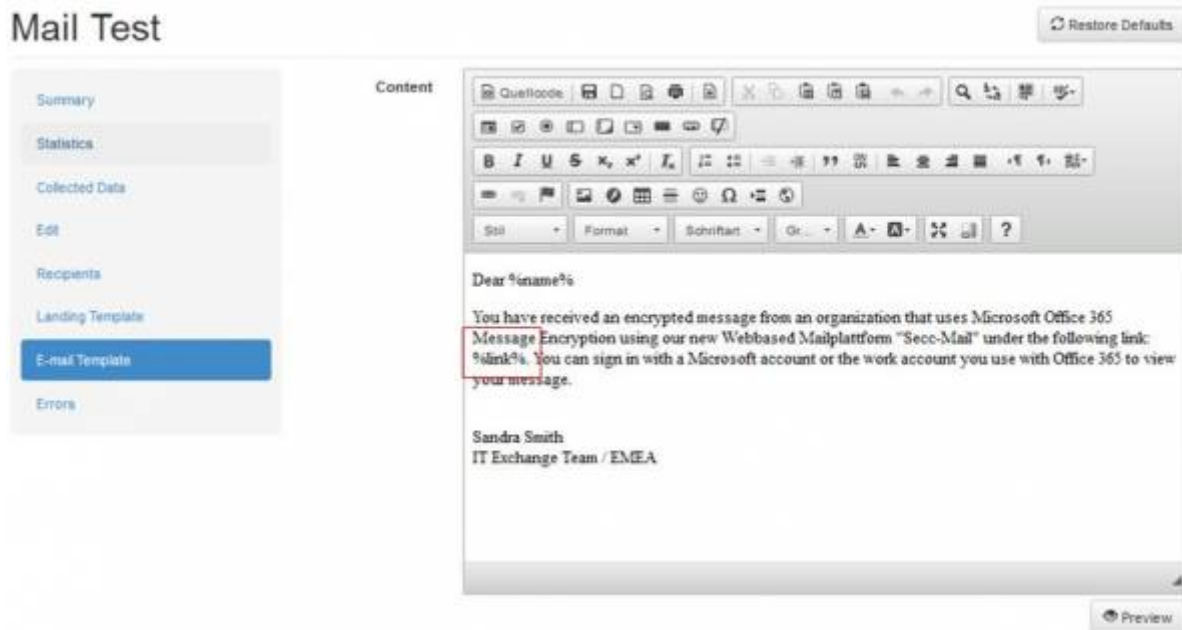 Mail Test
Restore Defaults
Summary
Statistics
Collected Data
Edit
Recipients
Landing Template
E-mail Template
Errors
Content
Quellcode
B I U S x₂ x² Iₓ
Ω
Stil Format Schriftart Gr... A A ?
Dear %name%
You have received an encrypted message from an organization that uses Microsoft Office 365
Message Encryption using our new Webbased Mailplattform "Secc-Mail" under the following link:
%link%. You can sign in with a Microsoft account or the work account you use with Office 365 to view
your message.
Sandra Smith
IT Exchange Team / EMEA
Preview